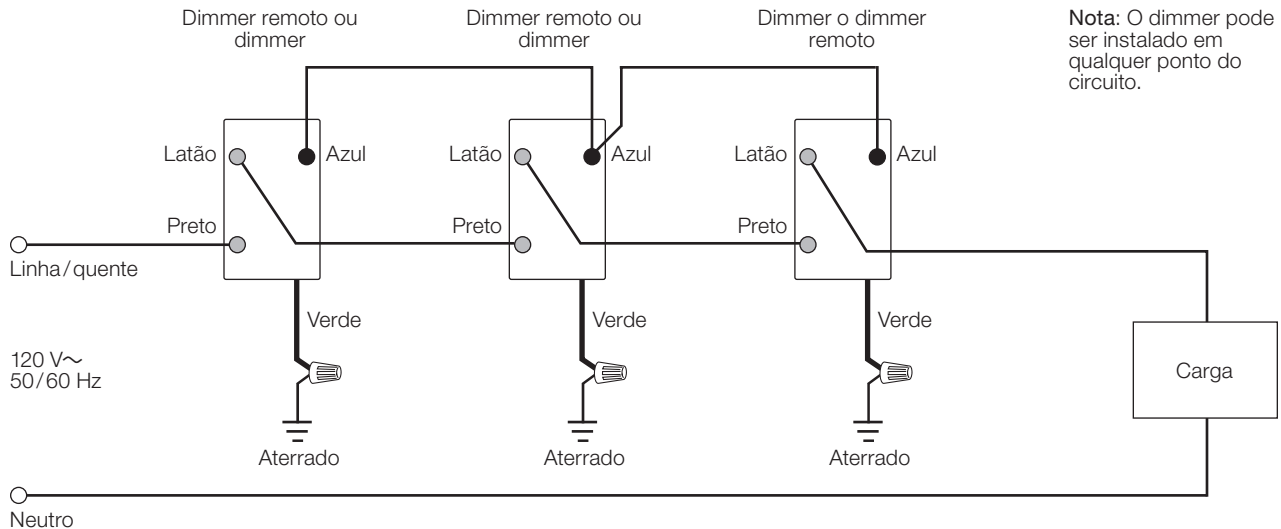 Dimmer remoto ou
dimmer
Dimmer remoto ou
dimmer
Dimmer o dimmer
remoto
Nota: O dimmer pode
ser instalado em
qualquer ponto do
circuito.
Latão
Azul
Latão
Azul
Latão
Azul
Preto
Preto
Preto
Linha/quente
Verde
Verde
Verde
120 V~
50/60 Hz
Carga
Aterrado
Aterrado
Aterrado
Neutro